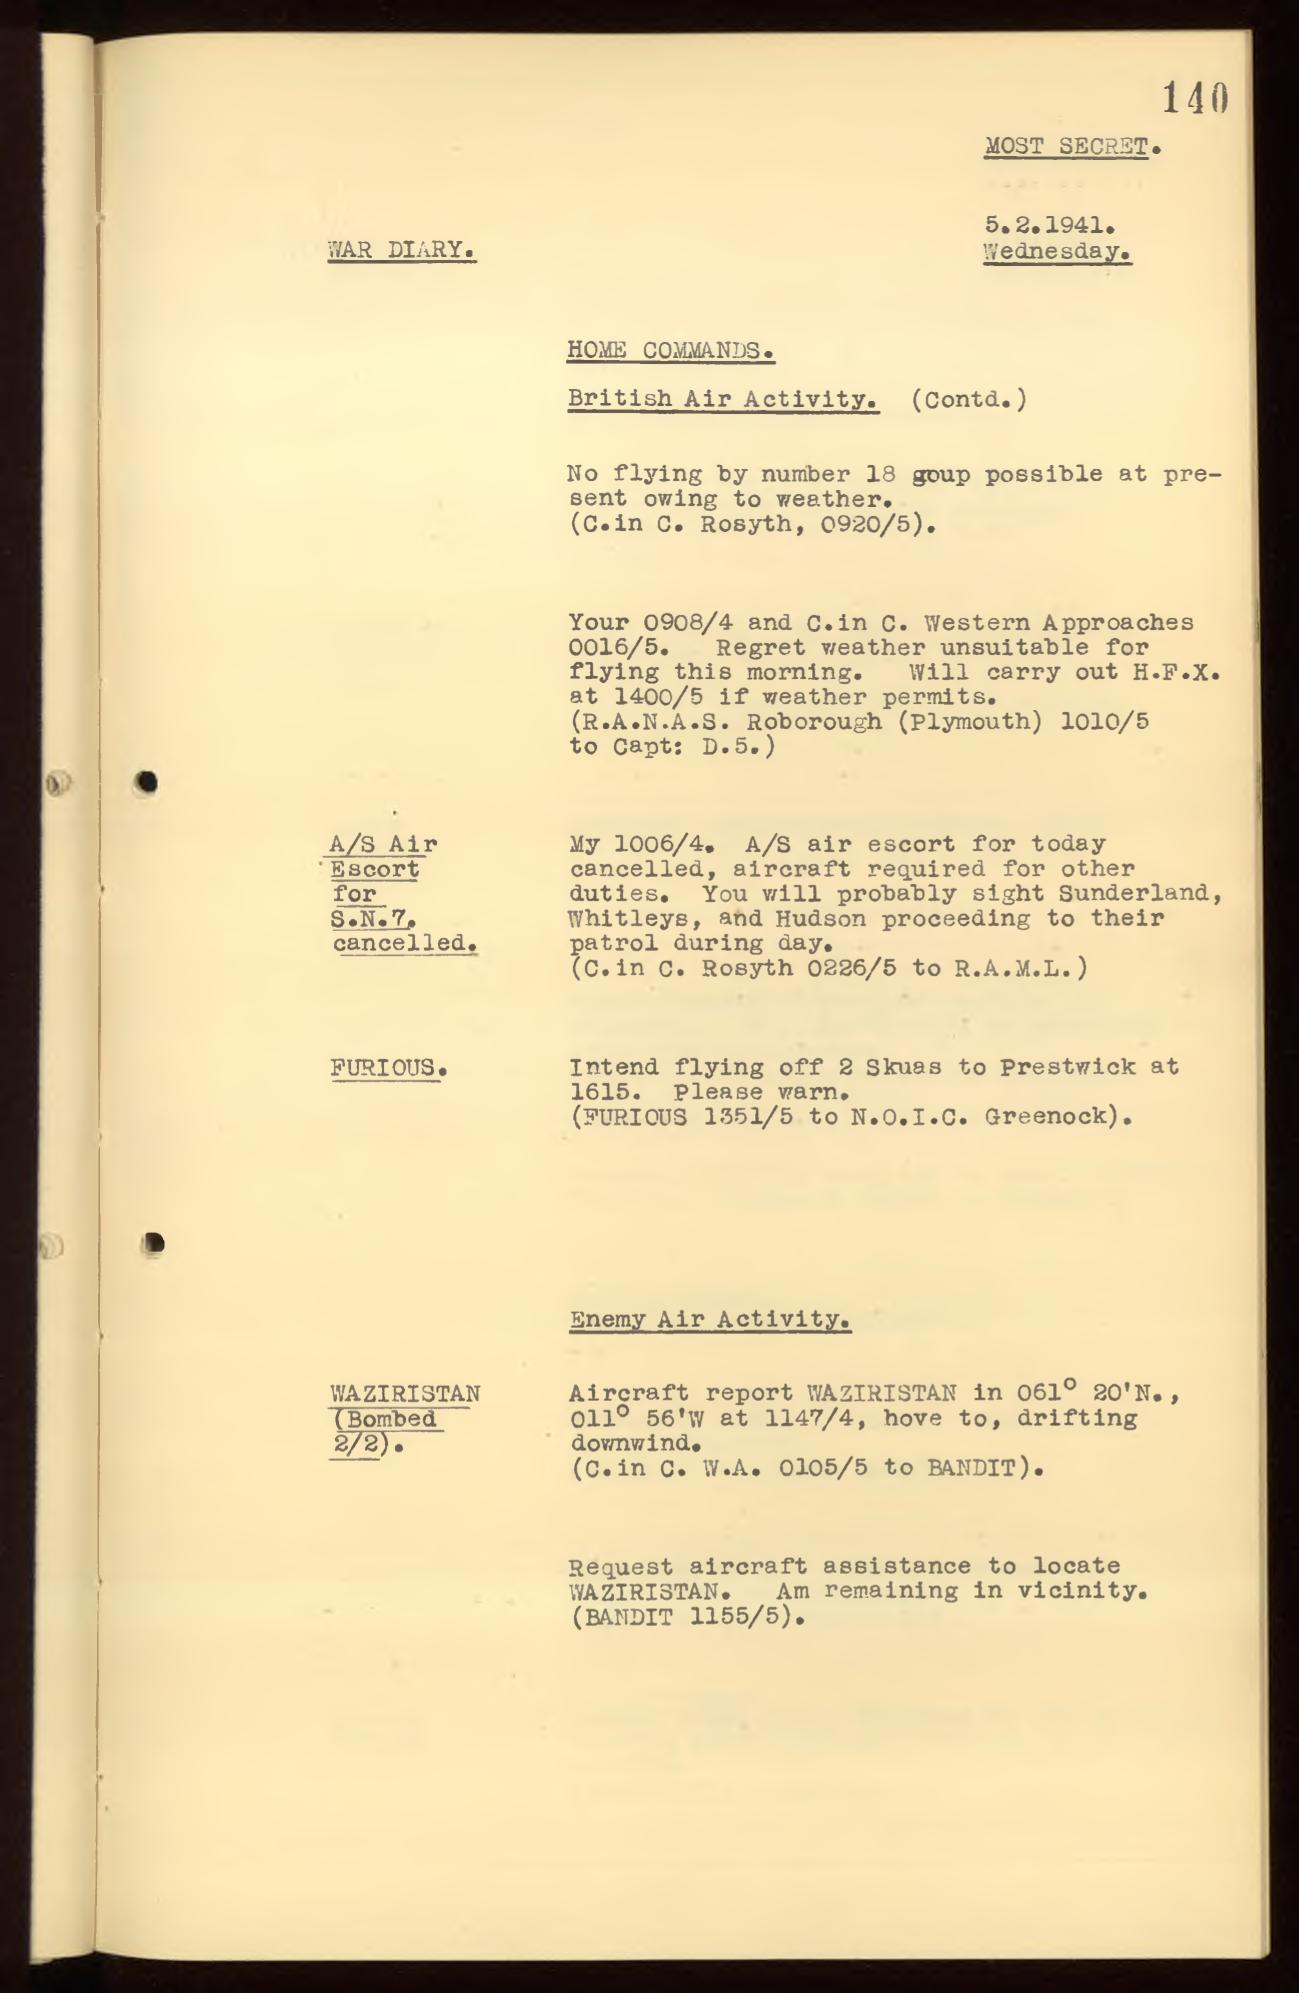 140
MOST SECRET.
5.2.1941.
WAR DIARY.
Wednesday.
HOME COMMANDS.
British Air Activity. (Contd.)
No flying by number 18 goup possible at pre-
sent owing to weather.
(C.in C. Rosyth, 0920/5).
Your 0908/4 and C.in C. Western Approaches
0016/5. Regret weather unsuitable for
flying this morning. Will carry out H.F.X.
at 1400/5 if weather permits.
(R.A.N.A.S. Roborough (Plymouth) 1010/5
to Capt: D.5.)
A/S Air
Escort
for
S.N.7.
cancelled.
My 1006/4. A/S air escort for today
cancelled, aircraft required for other
duties. You will probably sight Sunderland,
Whitleys, and Hudson proceeding to their
patrol during day.
(C.in C. Rosyth 0226/5 to R.A.M.L.)
FURIOUS.
Intend flying off 2 Skuas to Prestwick at
1615. Please warn.
(FURIOUS 1351/5 to N.O.I.C. Greenock).
Enemy Air Activity.
WAZIRISTAN
(Bombed
2/2).
Aircraft report WAZIRISTAN in 061° 20'N.,
011° 56'W at 1147/4, hove to, drifting
downwind.
(C.in C. W.A. 0105/5 to BANDIT).
Request aircraft assistance to locate
WAZIRISTAN. Am remaining in vicinity.
(BANDIT 1155/5).